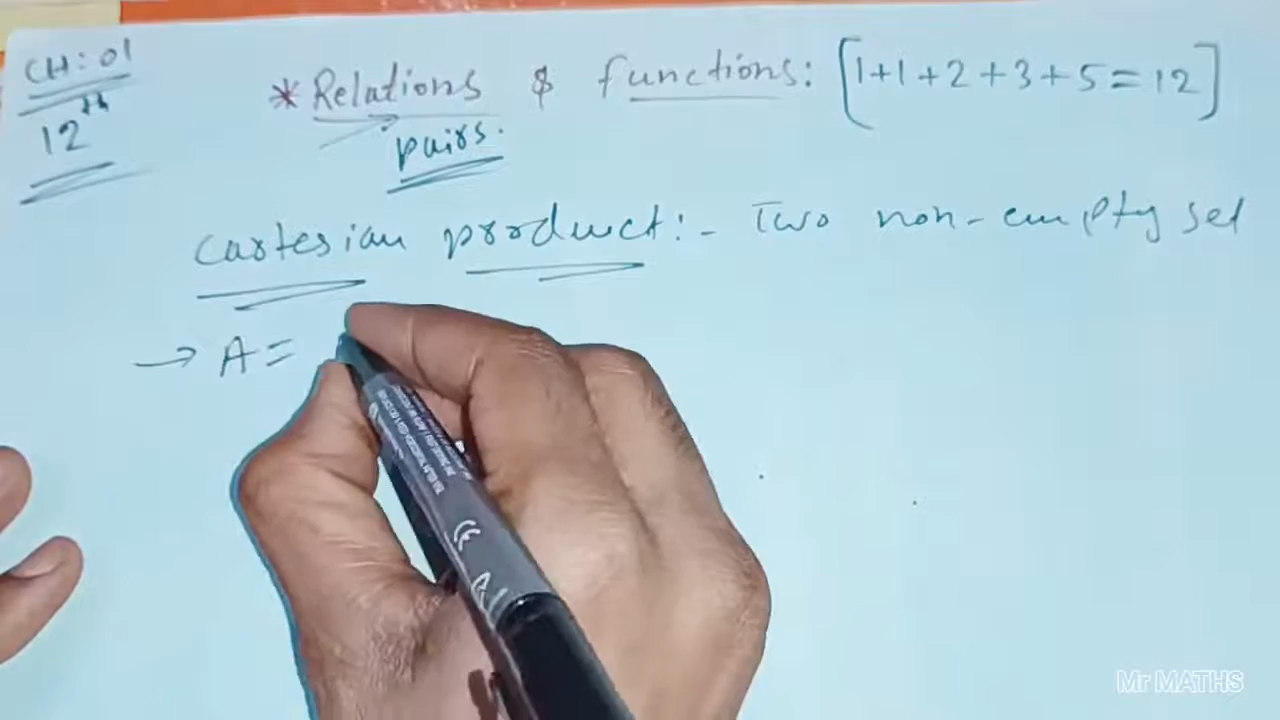 CH: 01
12th
*Relations & functions: [1+1+2+3+5=12]
pairs.
cartesian product:- Two non-empty set
→ A =
Mr MATHS